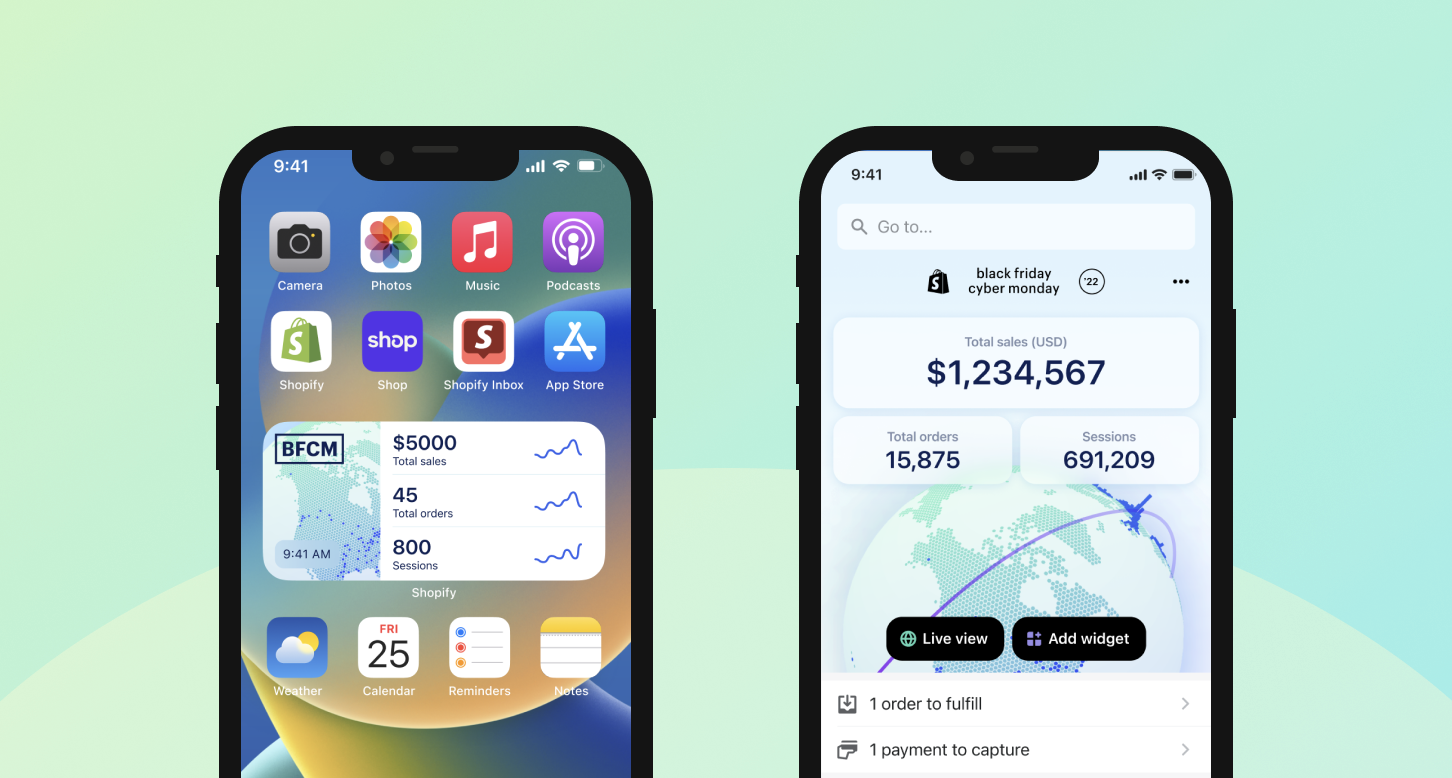 9:41
Camera
Photos
Music
Podcasts
S
shop
S
Shopify
Shop
Shopify Inbox
App Store
BFCM
9:41 AM
$5000
Total sales
45
Total orders
800
Sessions
Shopify
FRI
25
Weather
Calendar
Reminders
Notes
9:41
Go to...
S
black friday
cyber monday
'22
Total sales (USD)
$1,234,567
Total orders
15,875
Sessions
691,209
Live view
Add widget
1 order to fulfill
1 payment to capture